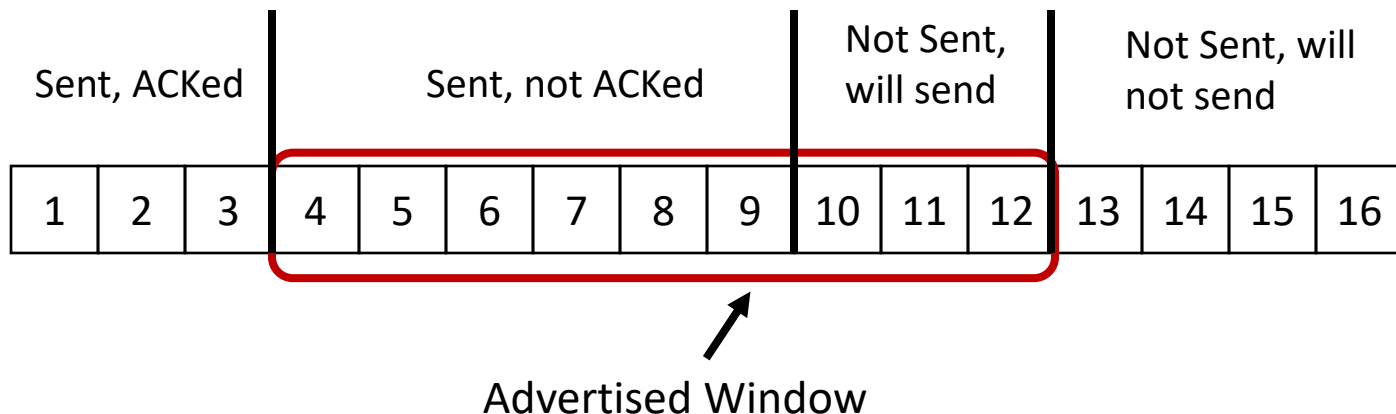 Sent, ACKed
Sent, not ACKed
Not Sent,
will send
Not Sent, will
not send
1 2 3 4 5 6 7 8 9 10 11 12 13 14 15 16
Advertised Window